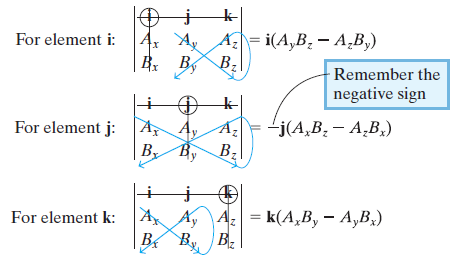 i j k
For element i: A_x A_y A_z = i(A_yB_z − A_zB_y)
B_x B_y B_z
Remember the
negative sign
i j k
For element j: A_x A_y A_z = −j(A_xB_z − A_zB_x)
B_x B_y B_z
i j k
For element k: A_x A_y A_z = k(A_xB_y − A_yB_x)
B_x B_y B_z